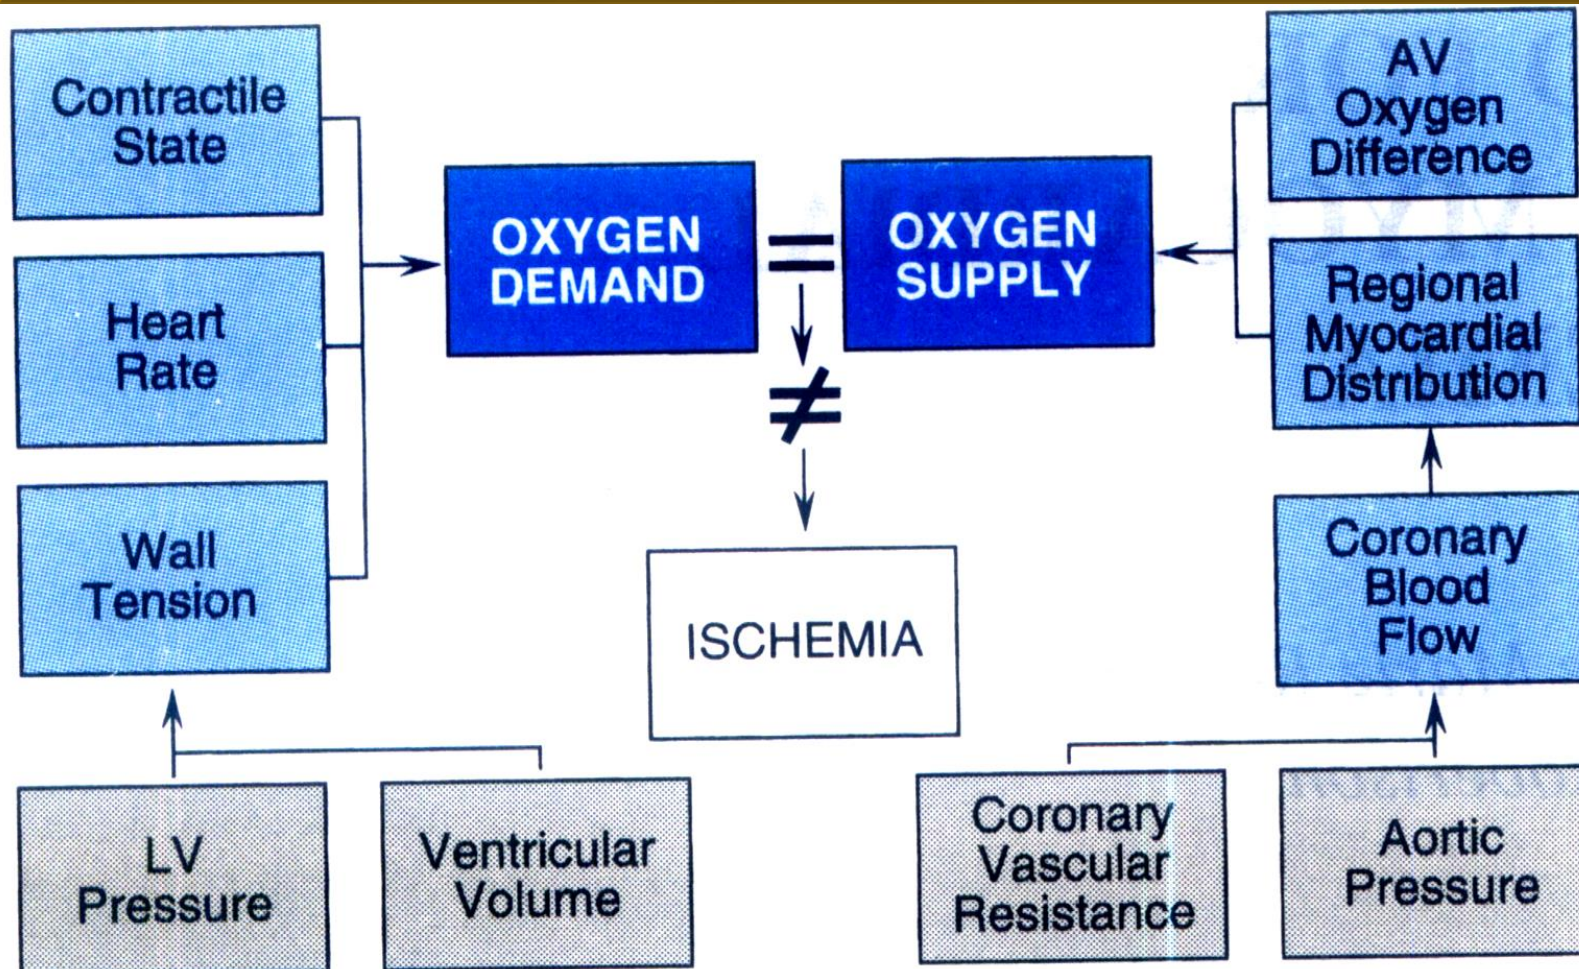 Contractile
State
Heart
Rate
Wall
Tension
LV
Pressure
Ventricular
Volume
OXYGEN
DEMAND
=
OXYGEN
SUPPLY
≠
ISCHEMIA
AV
Oxygen
Difference
Regional
Myocardial
Distribution
Coronary
Blood
Flow
Coronary
Vascular
Resistance
Aortic
Pressure